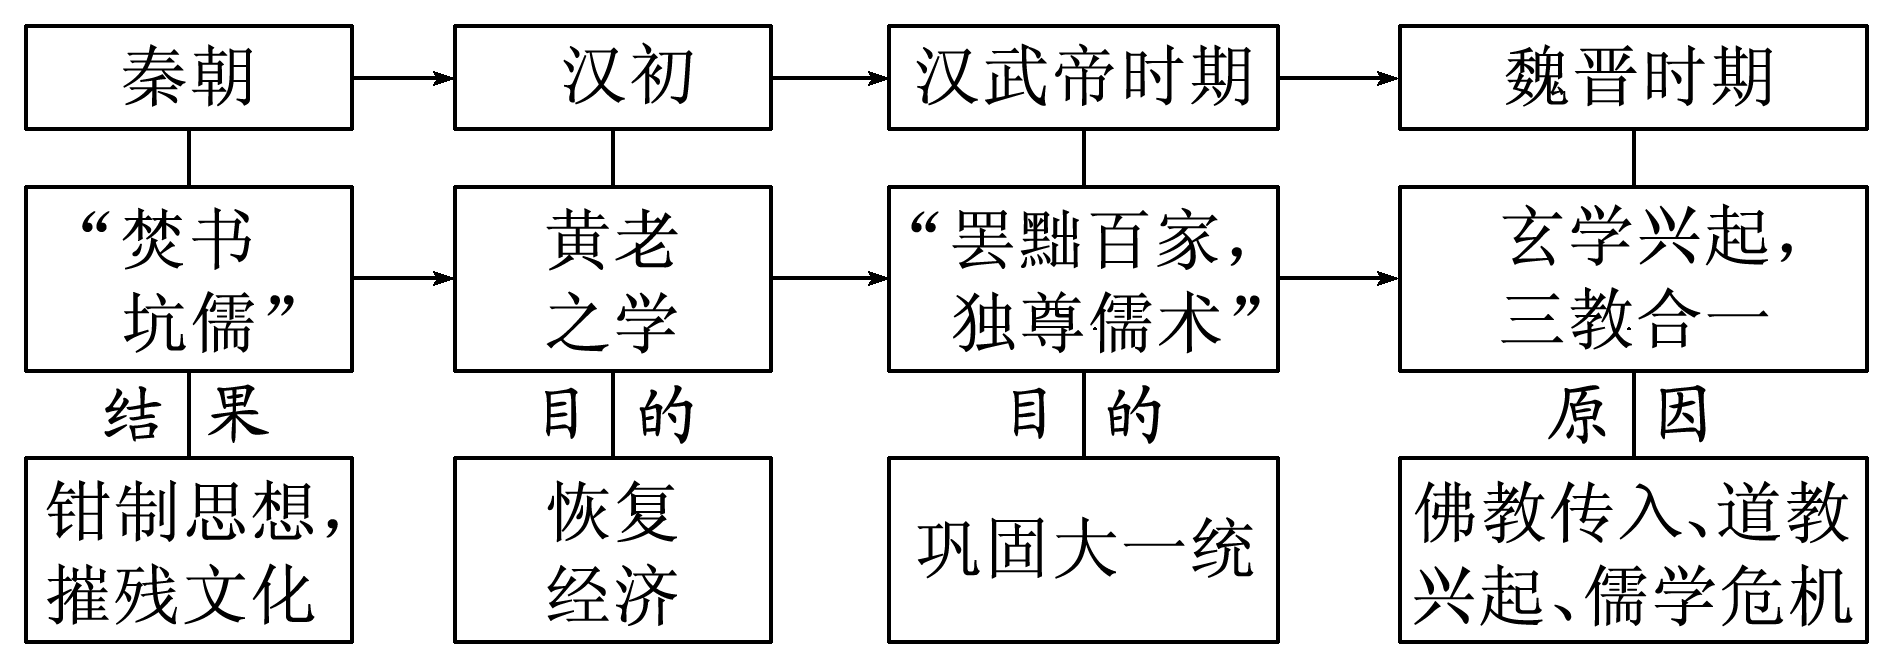 秦朝
汉初
汉武帝时期
魏晋时期
“焚书
坑儒”
黄老
之学
“罢黜百家，
独尊儒术”
玄学兴起，
三教合一
结果
目的
目的
原因
钳制思想，
摧残文化
恢复
经济
巩固大一统
佛教传入、道教
兴起、儒学危机